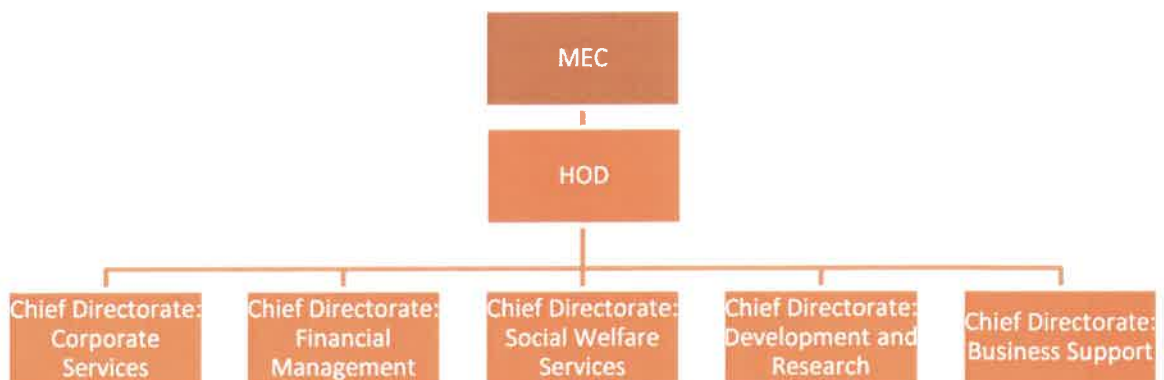 MEC
HOD
Chief Directorate:
Corporate
Services
Chief Directorate:
Financial
Management
Chief Directorate:
Social Welfare
Services
Chief Directorate:
Development and
Research
Chief Directorate:
Business Support